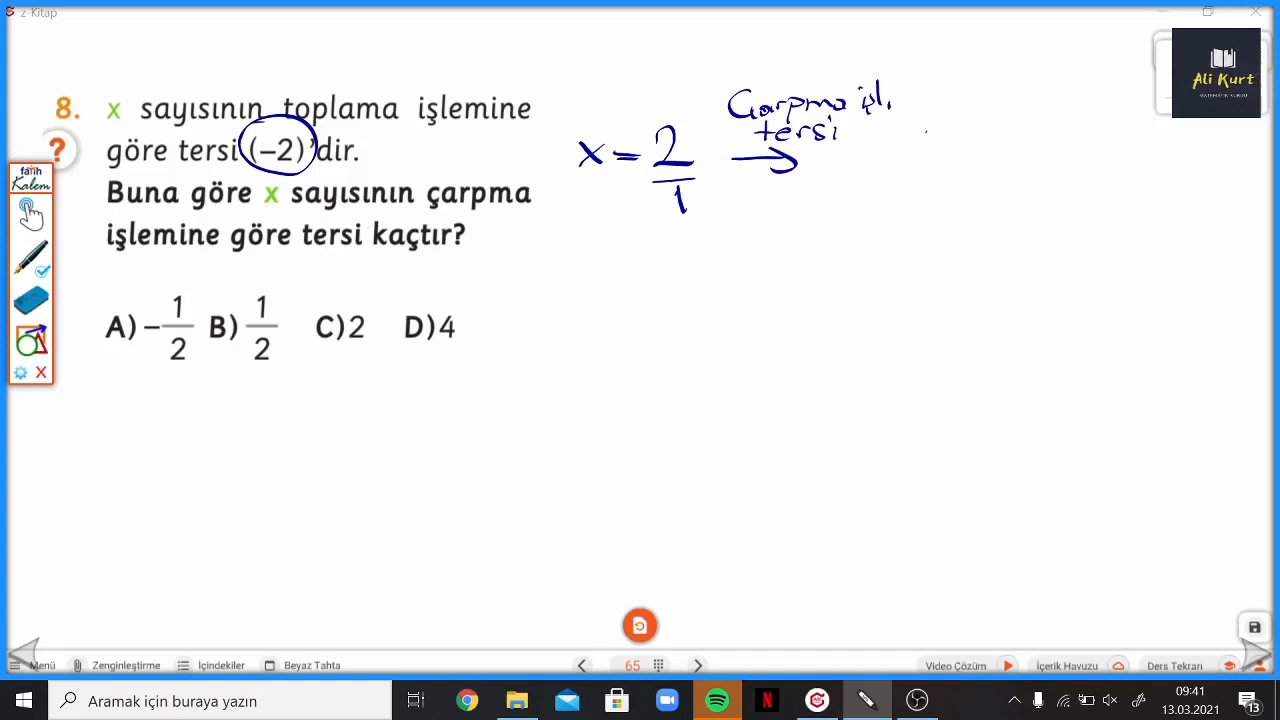 z-Kitap
Ali Kurt
MATEMATİK KURDU
8. x sayısının toplama işlemine
göre tersi (–2)'dir.
Buna göre x sayısının çarpma
işlemine göre tersi kaçtır?
A) –1/2 B) 1/2 C) 2 D) 4
x = 2/1
Çarpma işl.
tersi
fatih
Kalem
Menü
Zenginleştirme
İçindekiler
Beyaz Tahta
65
Video Çözüm
İçerik Havuzu
Ders Tekrarı
Aramak için buraya yazın
09:41
13.03.2021
13